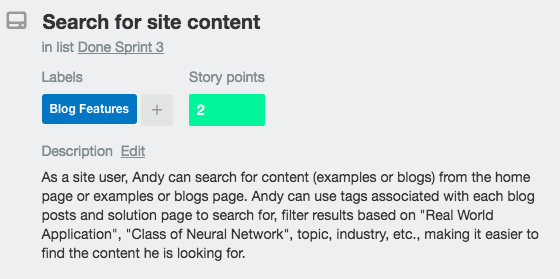 Search for site content
in list Done Sprint 3
Labels
Story points
Blog Features
+
2
Description Edit
As a site user, Andy can search for content (examples or blogs) from the home
page or examples or blogs page. Andy can use tags associated with each blog
posts and solution page to search for, filter results based on "Real World
Application", "Class of Neural Network", topic, industry, etc., making it easier to
find the content he is looking for.